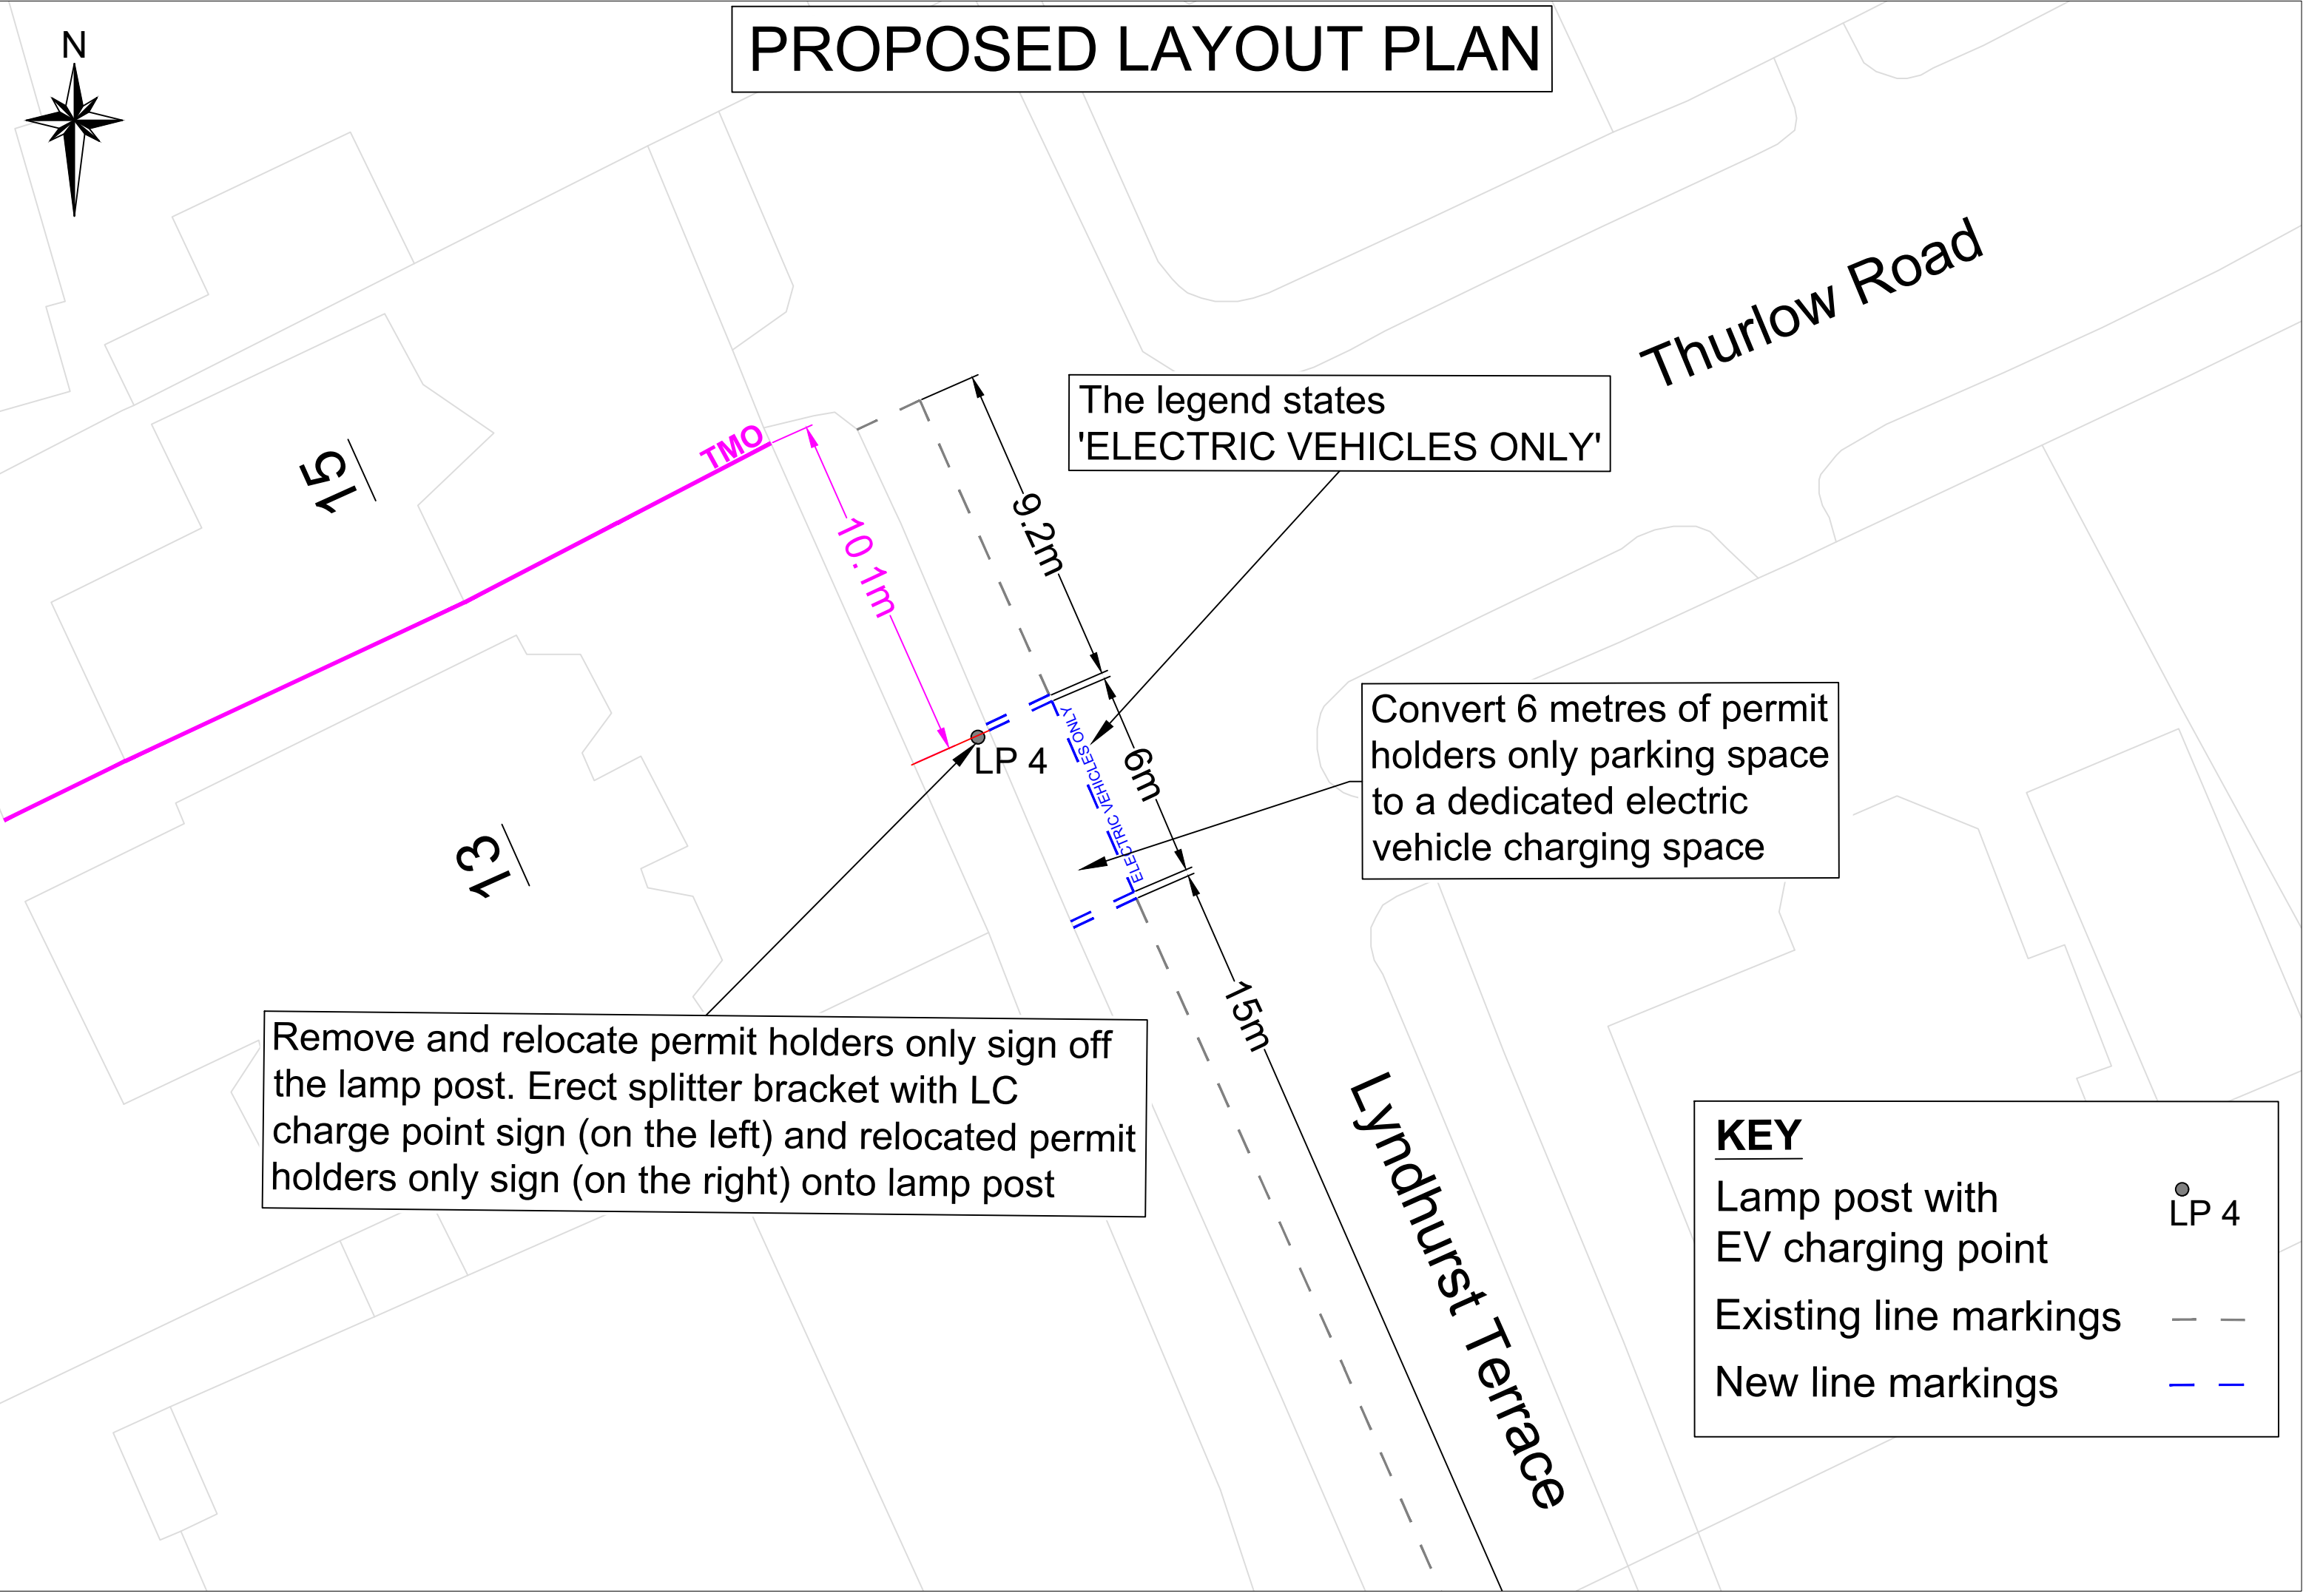 PROPOSED LAYOUT PLAN
N
Thurlow Road
The legend states
'ELECTRIC VEHICLES ONLY'
TMO
15
9.2m
10.1m
Convert 6 metres of permit
holders only parking space
to a dedicated electric
vehicle charging space
ELECTRIC VEHICLES ONLY
LP 4
6m
13
15m
Remove and relocate permit holders only sign off
the lamp post. Erect splitter bracket with LC
charge point sign (on the left) and relocated permit
holders only sign (on the right) onto lamp post
Lyndhurst Terrace
KEY
Lamp post with
EV charging point
LP 4
Existing line markings
New line markings